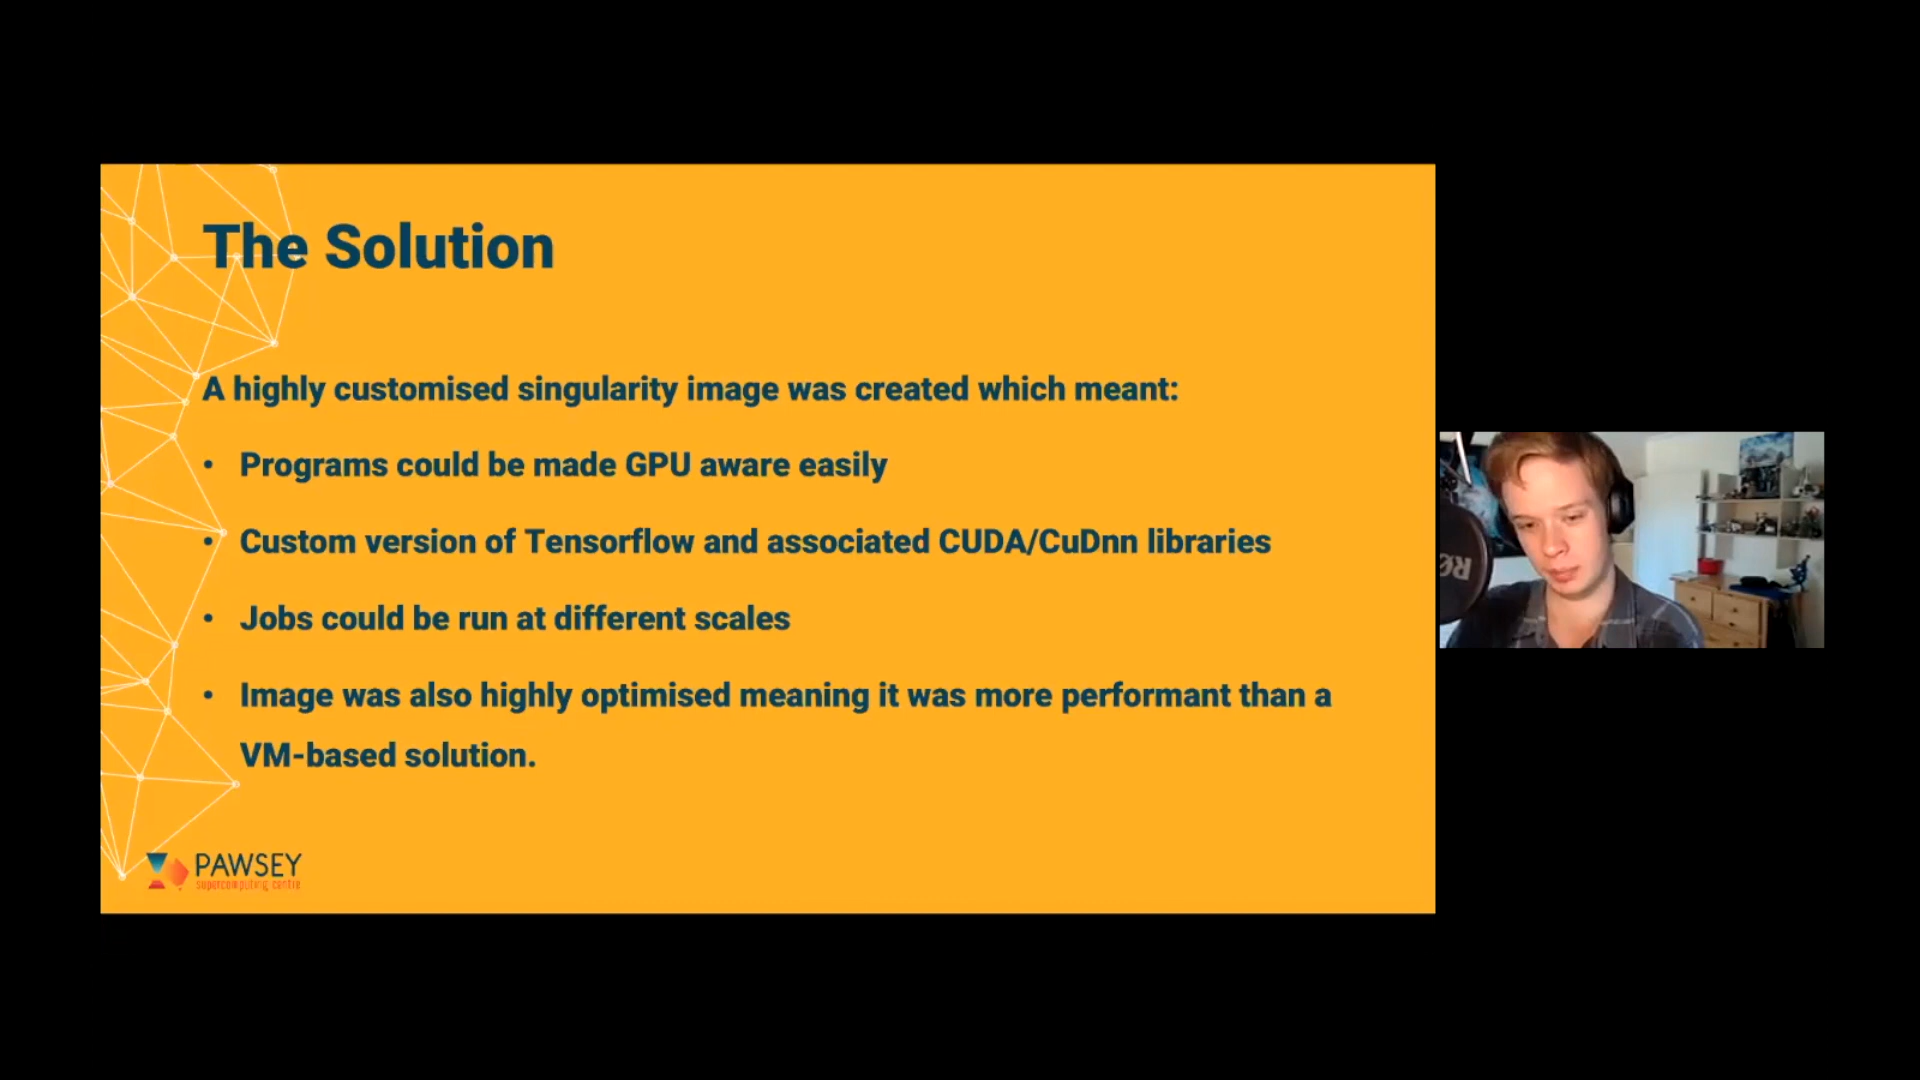 The Solution
A highly customised singularity image was created which meant:
• Programs could be made GPU aware easily
• Custom version of Tensorflow and associated CUDA/CuDnn libraries
• Jobs could be run at different scales
• Image was also highly optimised meaning it was more performant than a
VM-based solution.
PAWSEY
supercomputing centre
RØ